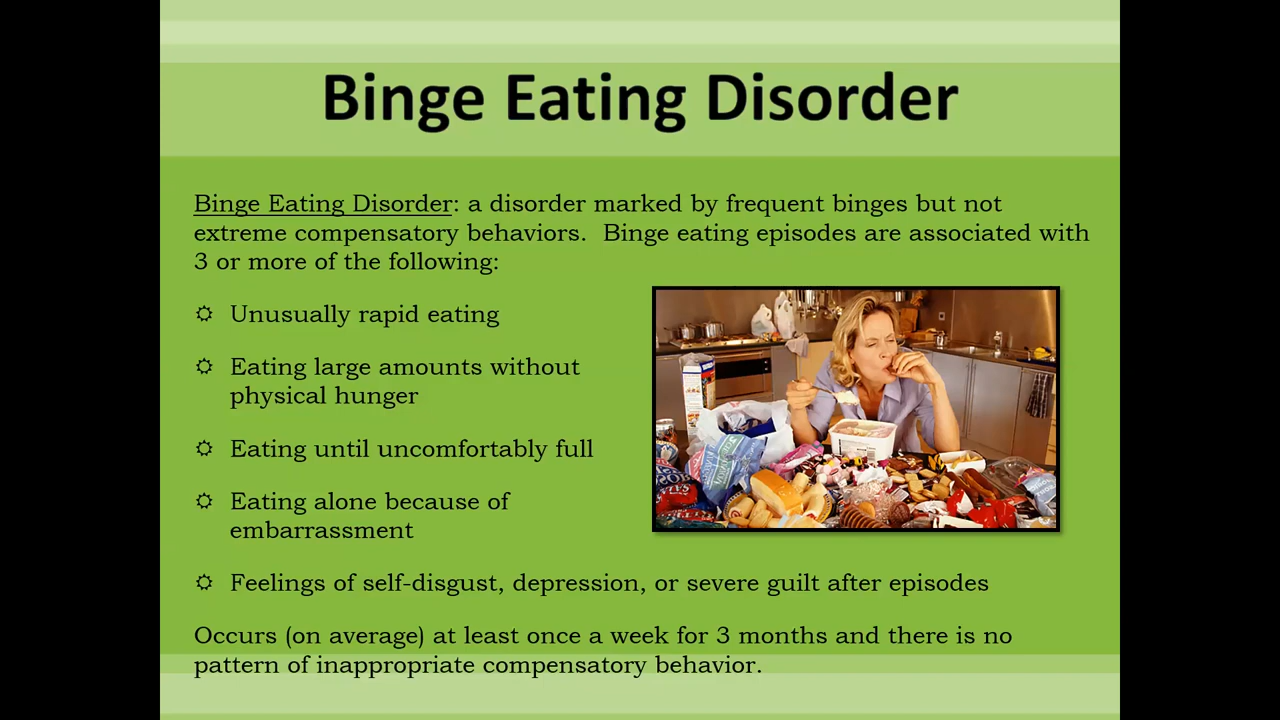 Binge Eating Disorder
Binge Eating Disorder: a disorder marked by frequent binges but not
extreme compensatory behaviors.  Binge eating episodes are associated with
3 or more of the following:
Unusually rapid eating
Eating large amounts without
physical hunger
Eating until uncomfortably full
Eating alone because of
embarrassment
Feelings of self-disgust, depression, or severe guilt after episodes
Occurs (on average) at least once a week for 3 months and there is no
pattern of inappropriate compensatory behavior.